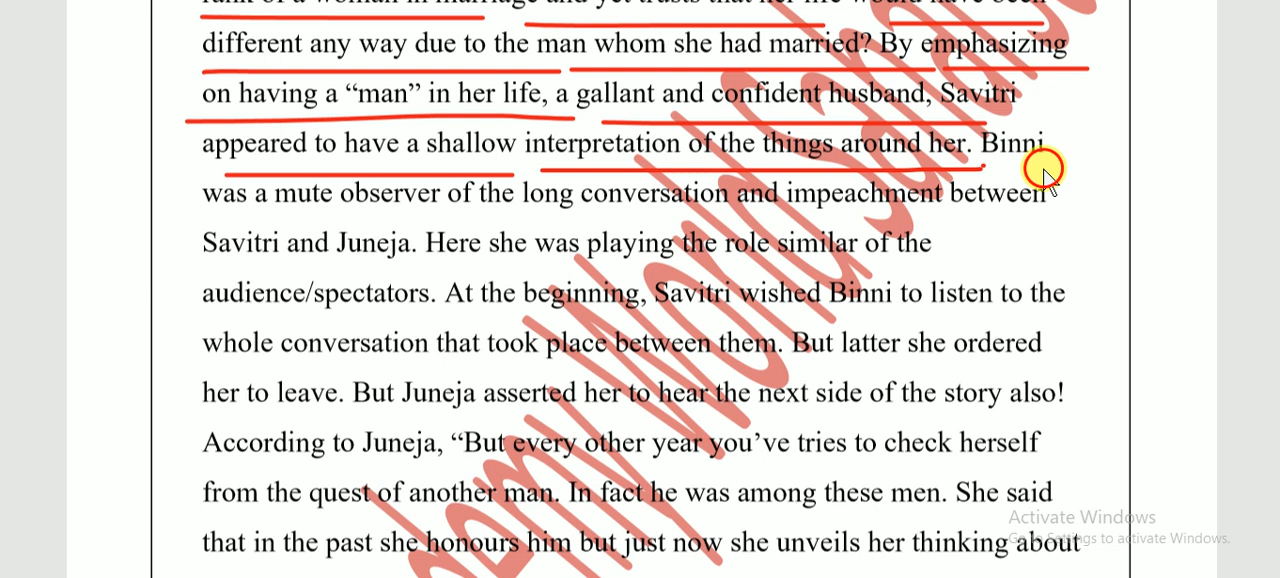 different any way due to the man whom she had married? By emphasizing
on having a “man” in her life, a gallant and confident husband, Savitri
appeared to have a shallow interpretation of the things around her. Binni
was a mute observer of the long conversation and impeachment between
Savitri and Juneja. Here she was playing the role similar of the
audience/spectators. At the beginning, Savitri wished Binni to listen to the
whole conversation that took place between them. But latter she ordered
her to leave. But Juneja asserted her to hear the next side of the story also!
According to Juneja, “But every other year you’ve tries to check herself
from the quest of another man. In fact he was among these men. She said
that in the past she honours him but just now she unveils her thinking about
Activate Windows
Go to Settings to activate Windows.